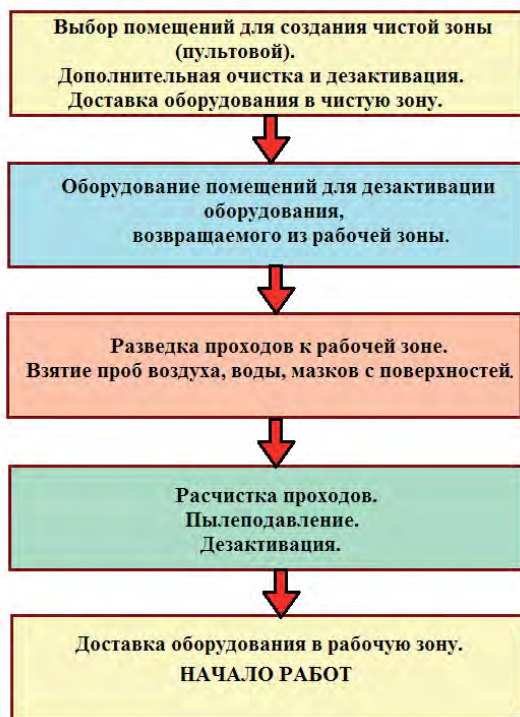 Выбор помещений для создания чистой зоны
(пультовой).
Дополнительная очистка и дезактивация.
Доставка оборудования в чистую зону.
Оборудование помещений для дезактивации
оборудования,
возвращаемого из рабочей зоны.
Разведка проходов к рабочей зоне.
Взятие проб воздуха, воды, мазков с поверхностей.
Расчистка проходов.
Пылеподавление.
Дезактивация.
Доставка оборудования в рабочую зону.
НАЧАЛО РАБОТ